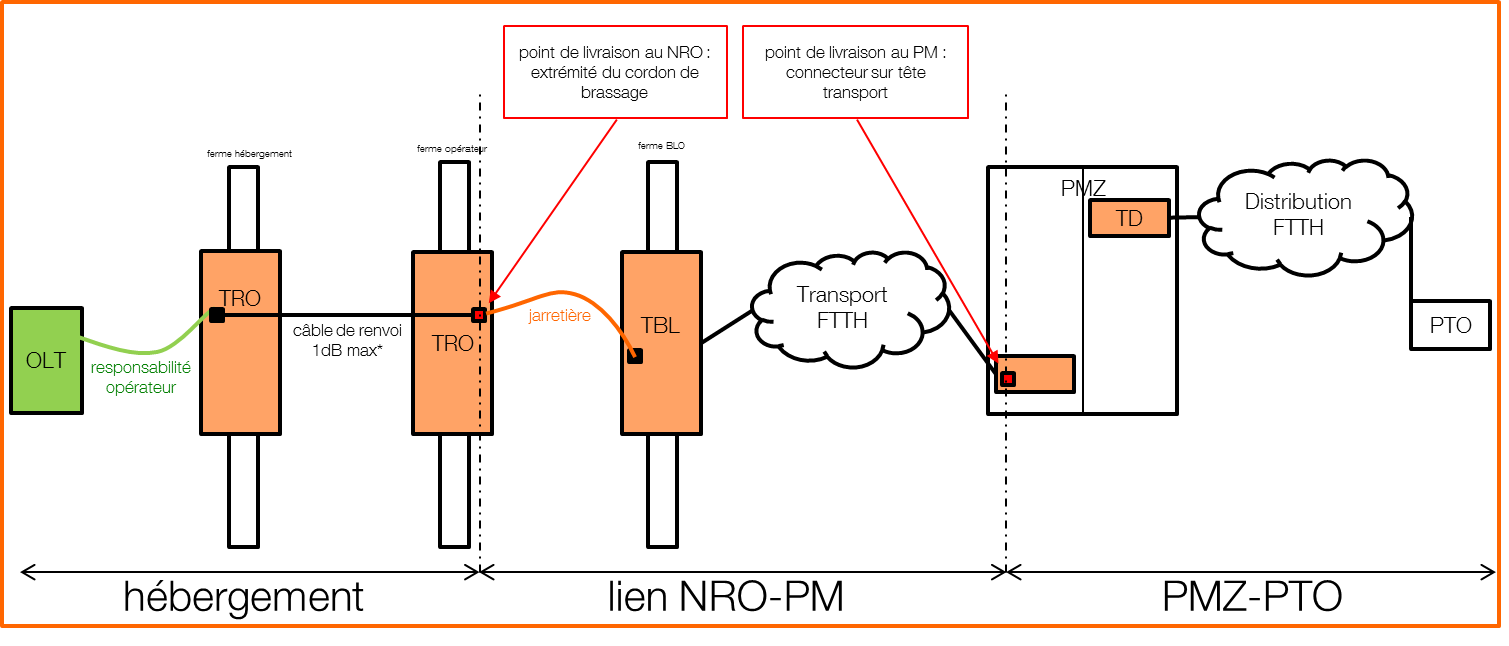 point de livraison au NRO :
extrémité du cordon de
brassage
point de livraison au PM :
connecteur sur tête
transport
ferme hébergement
ferme opérateur
ferme BLO
PMZ
TD
Distribution
FTTH
TRO
câble de renvoi
1dB max*
TRO
jarretière
TBL
Transport
FTTH
PTO
OLT
responsabilité
opérateur
hébergement
lien NRO-PM
PMZ-PTO